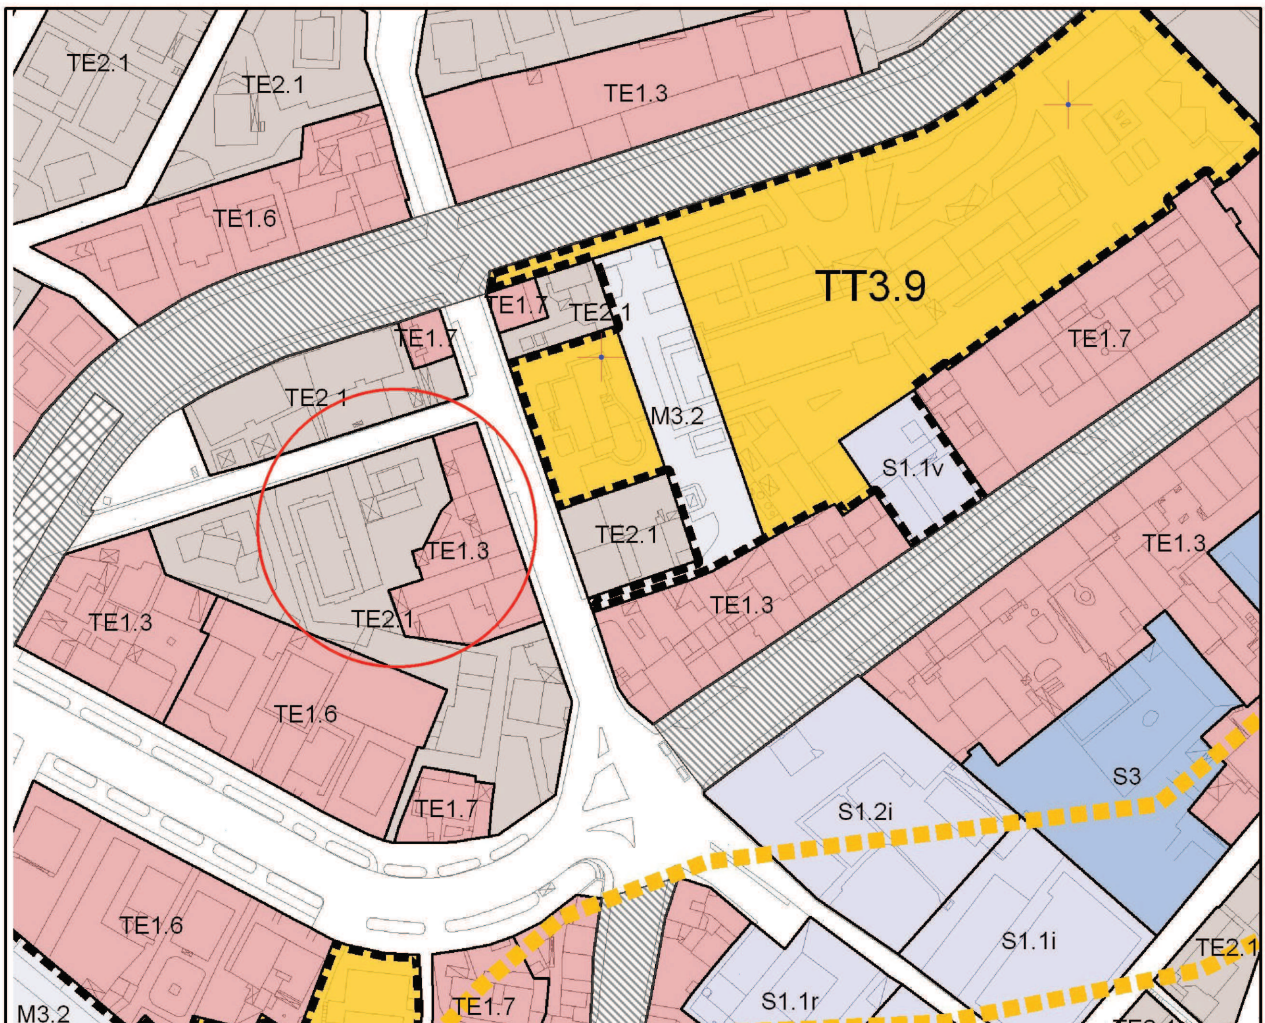 TE2.1
TE2.1
TE1.3
TE1.6
TT3.9
TE1.7
TE2.1
TE1.7
TE1.7
TE2 1
M3.2
S1.1v
TE2.1
TE1.3
TE1.3
TE1.3
TE2.1
TE1.3
TE1.6
S3
TE1.7
S1.2i
TE1.6
S1.1i
TE2.1
TE1.7
S1.1r
M3.2